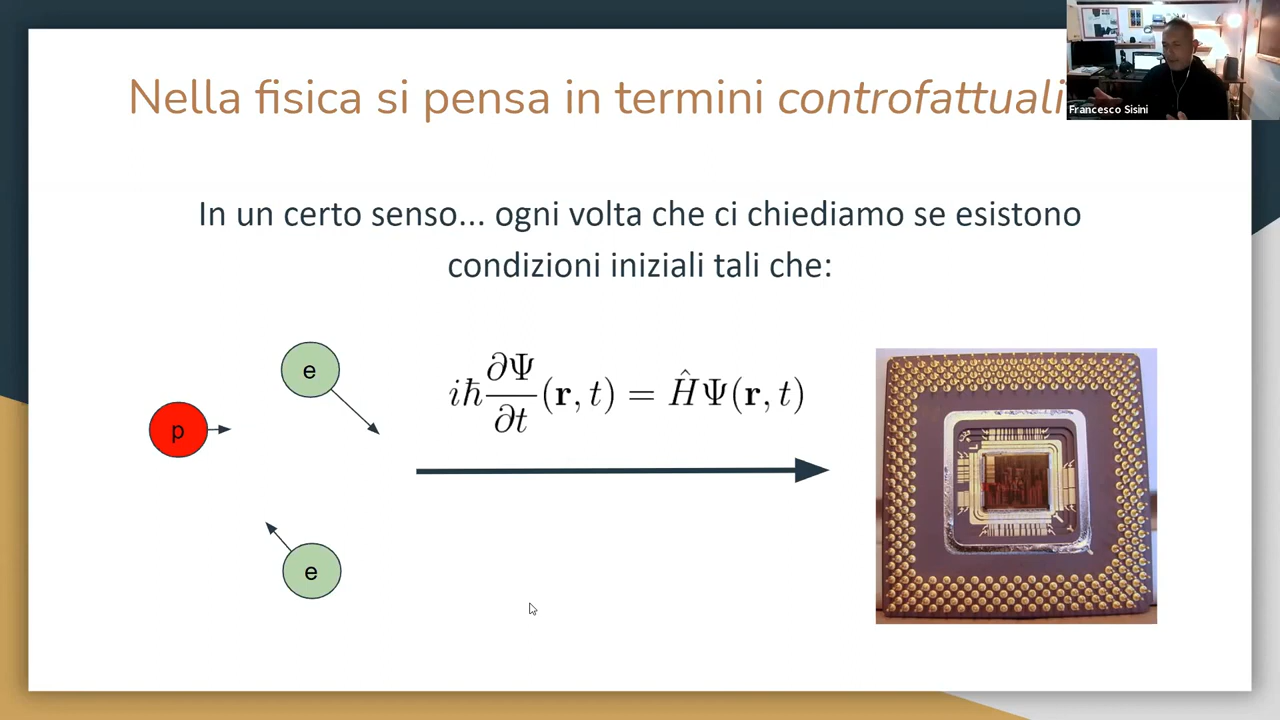 Nella fisica si pensa in termini controfattuali
Francesco Sisini
In un certo senso... ogni volta che ci chiediamo se esistono
condizioni iniziali tali che:
e
p
e
iħ ∂Ψ/∂t (r, t) = ĤΨ(r, t)